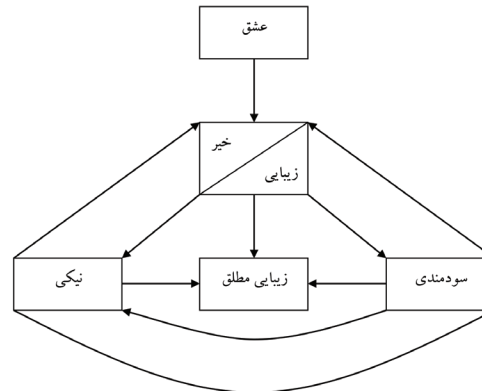 عشق
خیر
زیبایی
نیکی
زیبایی مطلق
سودمندی